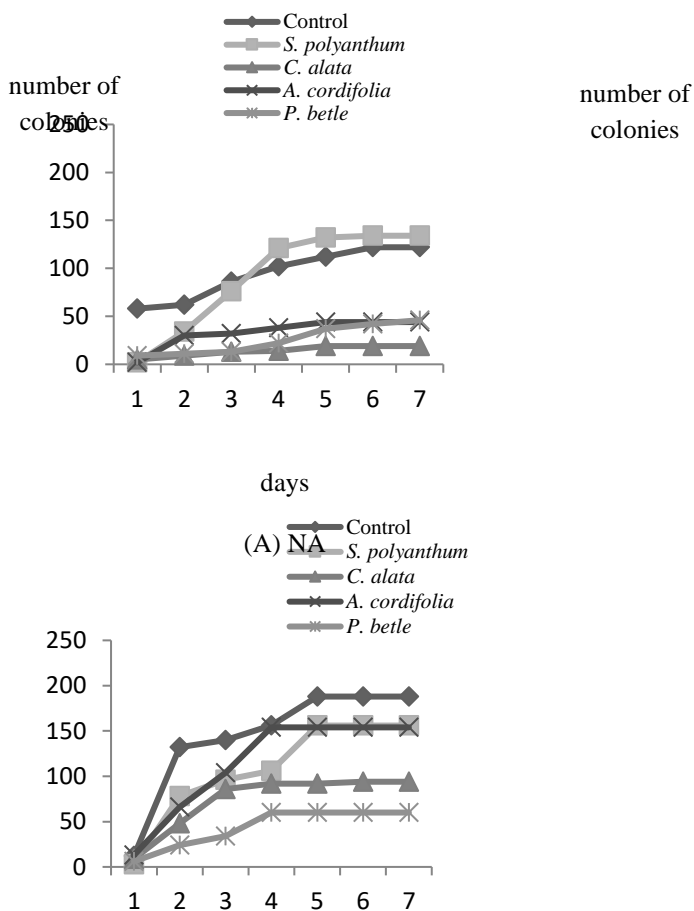 Control
S. polyanthum
C. alata
A. cordifolia
P. betle
number of
colonies
number of
colonies
250
200
150
100
50
0
1 2 3 4 5 6 7
days
(A) NA
Control
S. polyanthum
C. alata
A. cordifolia
P. betle
250
200
150
100
50
0
1 2 3 4 5 6 7